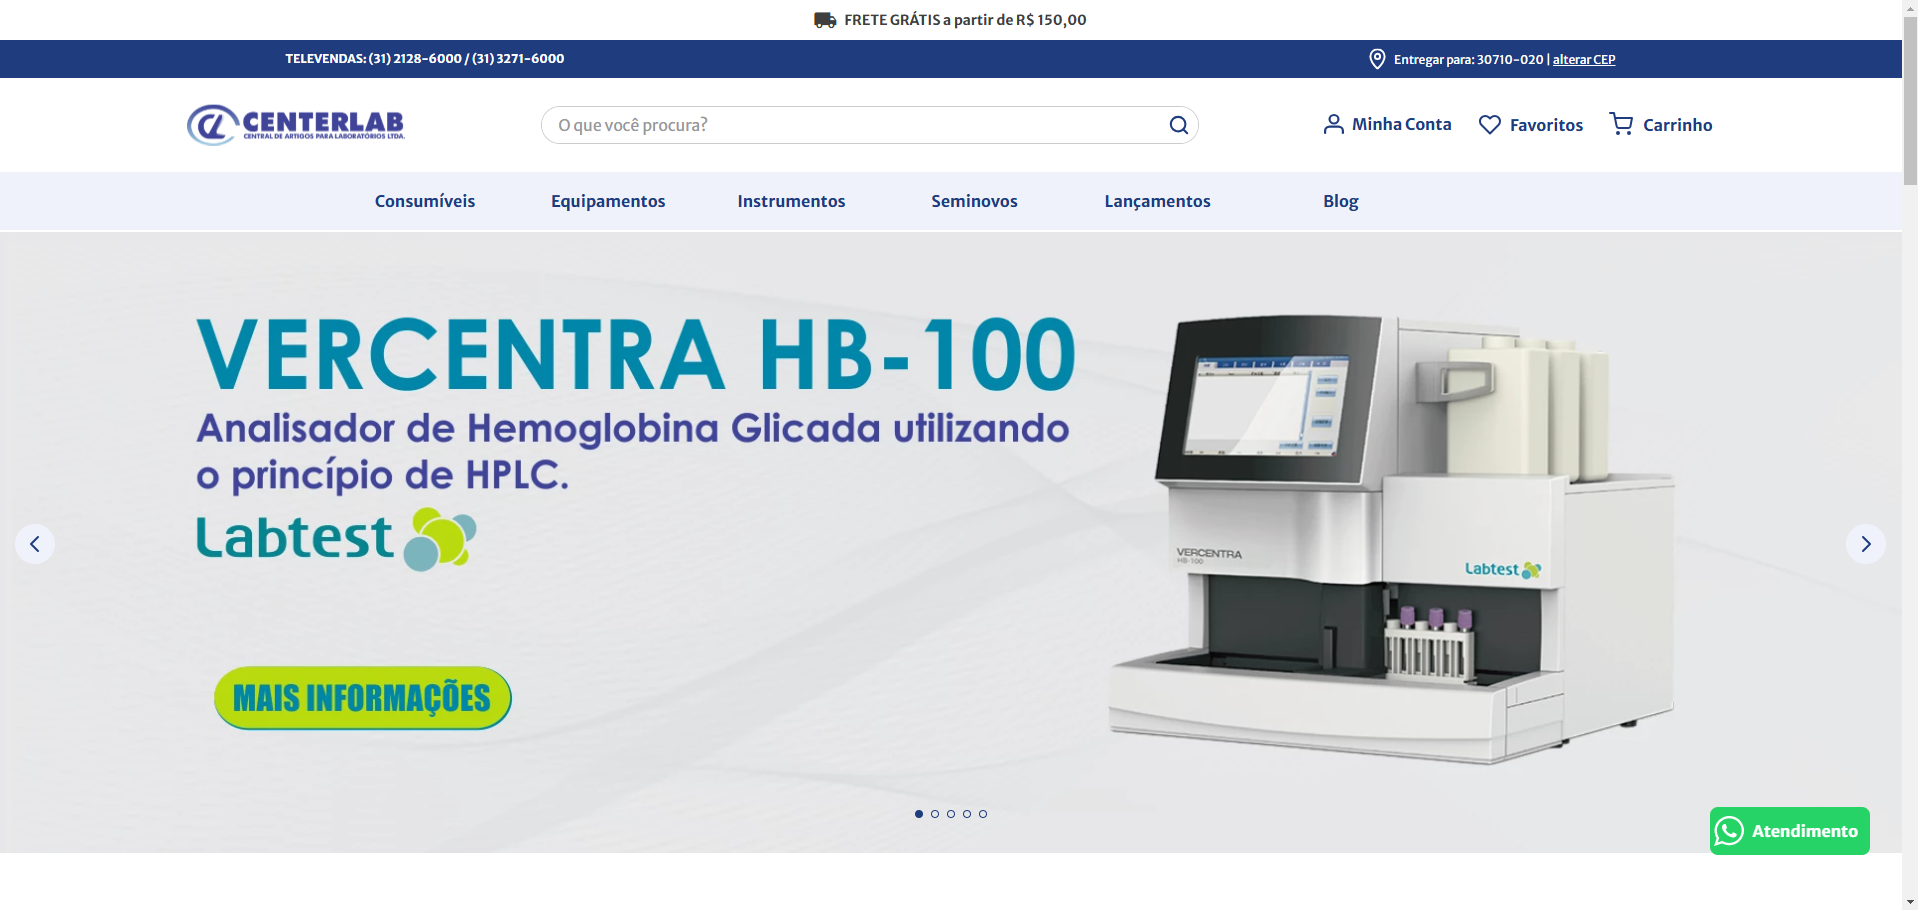 FRETE GRÁTIS a partir de R$ 150,00
TELEVENDAS: (31) 2128-6000 / (31) 3271-6000
Entregar para: 30710-020 | alterar CEP
CENTERLAB
CENTRAL DE ARTIGOS PARA LABORATÓRIOS LTDA.
O que você procura?
Minha Conta
Favoritos
Carrinho
Consumíveis
Equipamentos
Instrumentos
Seminovos
Lançamentos
Blog
VERCENTRA HB-100
Analisador de Hemoglobina Glicada utilizando
o princípio de HPLC.
Labtest
VERCENTRA
HB-100
Labtest
MAIS INFORMAÇÕES
Atendimento